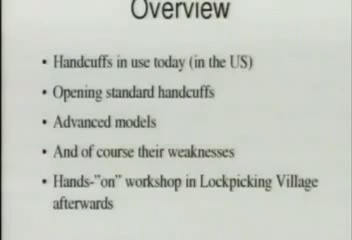 Overview
• Handcuffs in use today (in the US)
• Opening standard handcuffs
• Advanced models
• And of course their weaknesses
• Hands-"on" workshop in Lockpicking Village
afterwards